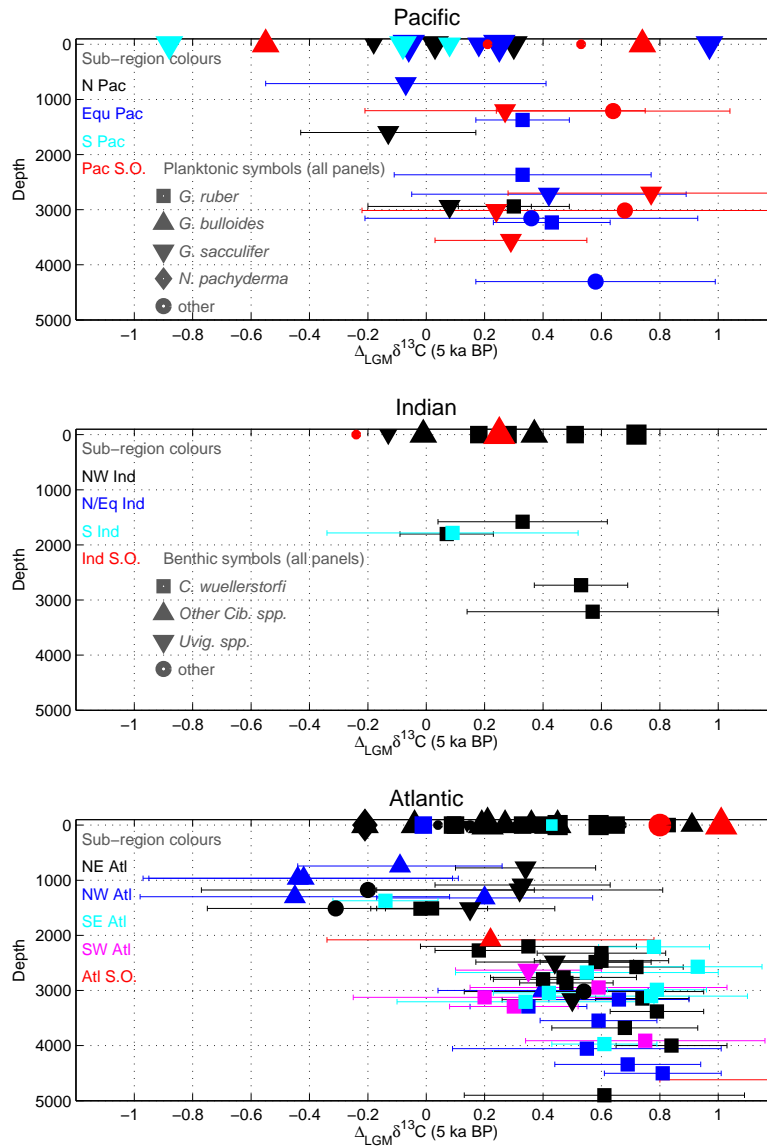 Pacific
0
Sub-region colours
N Pac
1000
Equ Pac
S Pac
2000
Pac S.O. Planktonic symbols (all panels)
G. ruber
3000
G. bulloides
G. sacculifer
4000
N. pachyderma
other
5000
Depth
−1 −0.8 −0.6 −0.4 −0.2 0 0.2 0.4 0.6 0.8 1
ΔLGMδ13C (5 ka BP)
Indian
0
Sub-region colours
NW Ind
1000
N/Eq Ind
S Ind
2000
Ind S.O. Benthic symbols (all panels)
C. wuellerstorfi
3000
Other Cib. spp.
Uvig. spp.
4000
other
5000
Depth
−1 −0.8 −0.6 −0.4 −0.2 0 0.2 0.4 0.6 0.8 1
ΔLGMδ13C (5 ka BP)
Atlantic
0
Sub-region colours
NE Atl
1000
NW Atl
SE Atl
2000
SW Atl
Atl S.O.
3000
4000
5000
Depth
−1 −0.8 −0.6 −0.4 −0.2 0 0.2 0.4 0.6 0.8 1
ΔLGMδ13C (5 ka BP)